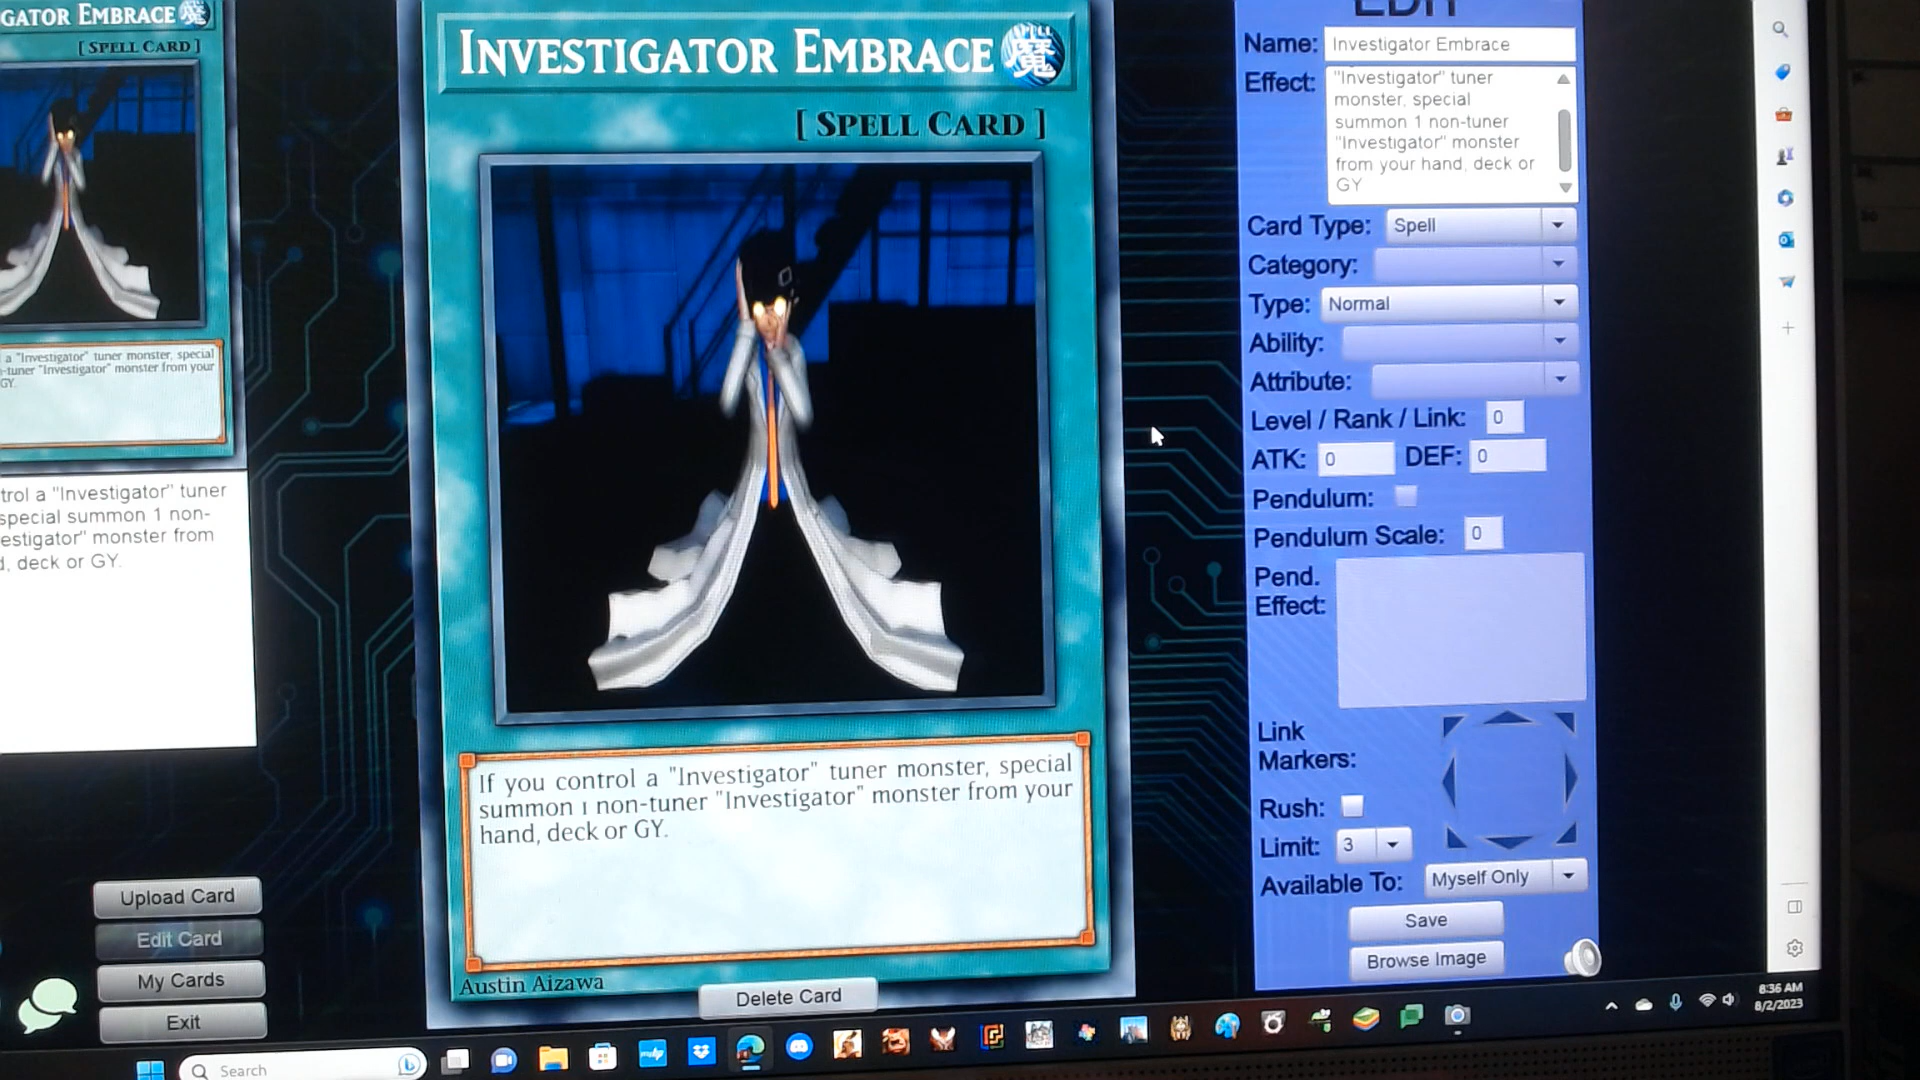 GATOR EMBRACE 魔
[ SPELL CARD ]
a "Investigator" tuner monster, special
-tuner "Investigator" monster from your
GY.
trol a "Investigator" tuner
special summon 1 non-
estigator" monster from
d, deck or GY.
Upload Card
Edit Card
My Cards
Exit
INVESTIGATOR EMBRACE SPELL 魔
[ SPELL CARD ]
If you control a "Investigator" tuner monster, special
summon 1 non-tuner "Investigator" monster from your
hand, deck or GY.
Austin Aizawa
Delete Card
EDIT
Name: Investigator Embrace
Effect: "Investigator" tuner
monster, special
summon 1 non-tuner
"Investigator" monster
from your hand, deck or
GY
Card Type: Spell
Category:
Type: Normal
Ability:
Attribute:
Level / Rank / Link: 0
ATK: 0 DEF: 0
Pendulum:
Pendulum Scale: 0
Pend.
Effect:
Link
Markers:
Rush:
Limit: 3
Available To: Myself Only
Save
Browse Image
Search
8:36 AM
8/2/2023